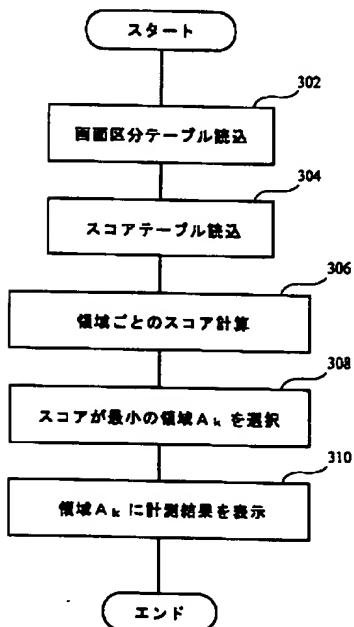 スタート
302
画面区分テーブル読込
304
スコアテーブル読込
306
領域ごとのスコア計算
308
スコアが最小の領域Aₖを選択
310
領域Aₖに計測結果を表示
エンド